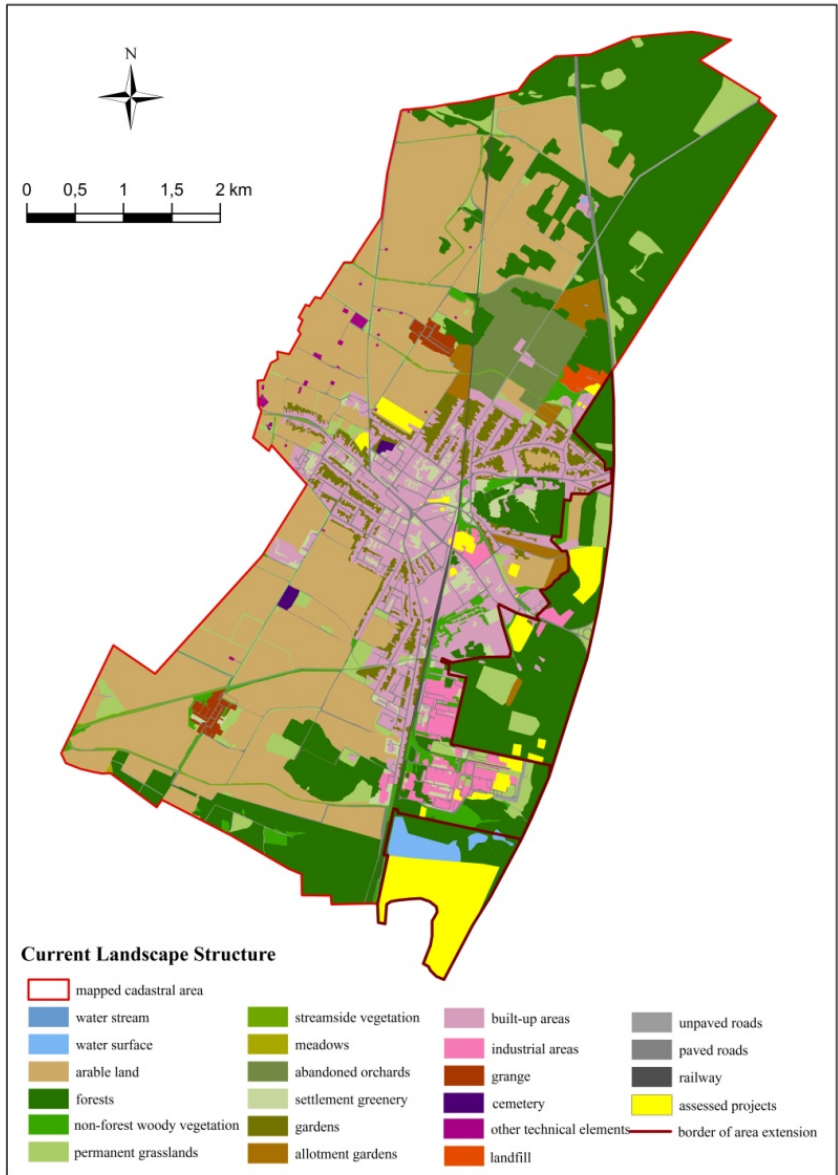 N
0 0,5 1 1,5 2 km
Current Landscape Structure
mapped cadastral area
water stream
water surface
arable land
forests
non-forest woody vegetation
permanent grasslands
streamside vegetation
meadows
abandoned orchards
settlement greenery
gardens
allotment gardens
built-up areas
industrial areas
grange
cemetery
other technical elements
landfill
unpaved roads
paved roads
railway
assessed projects
border of area extension